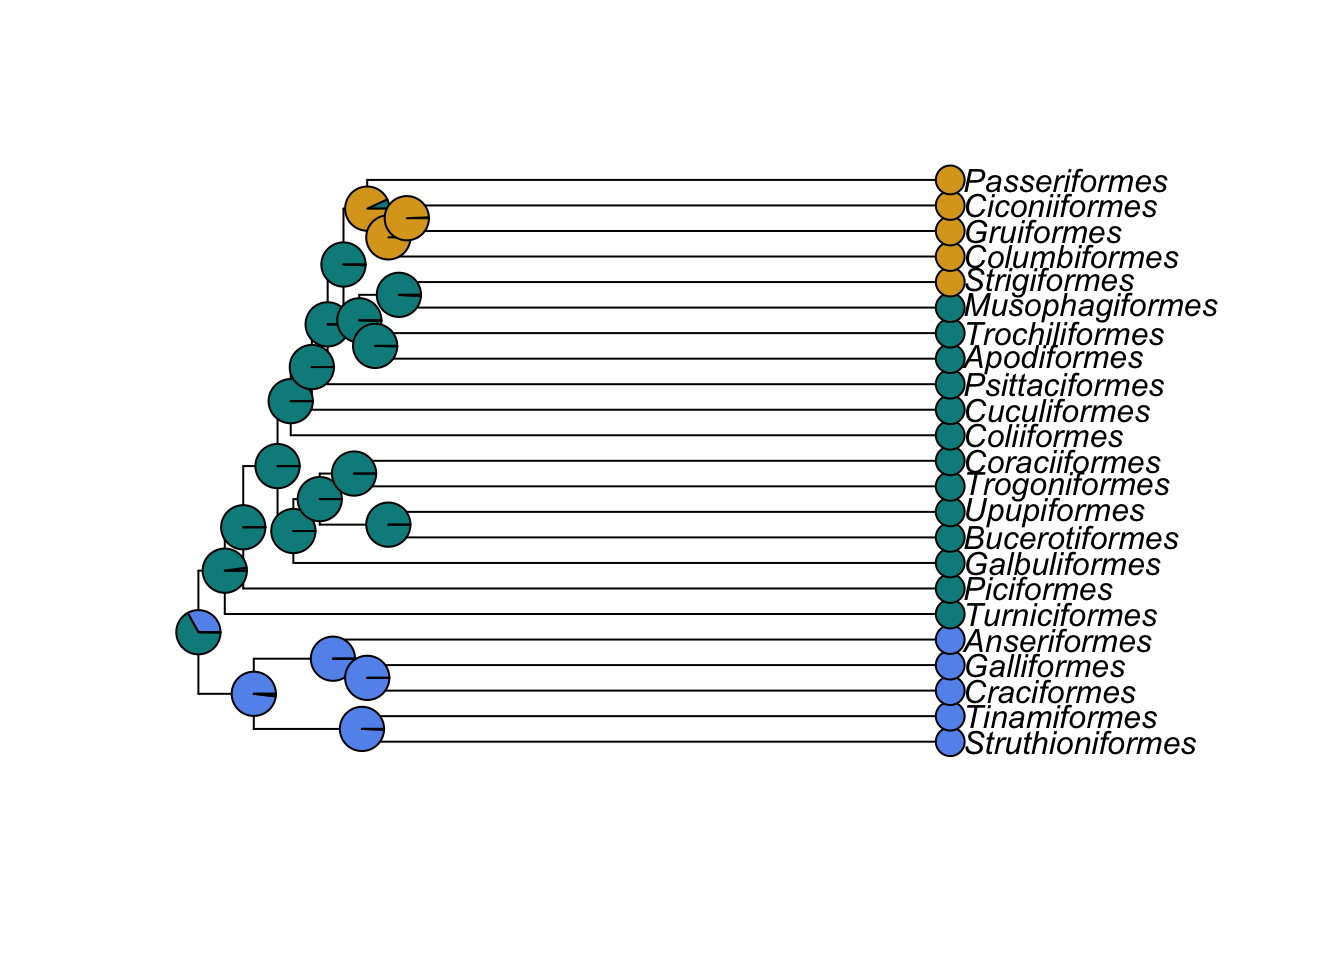 Passeriformes
Ciconiiformes
Gruiformes
Columbiformes
Strigiformes
Musophagiformes
Trochiliformes
Apodiformes
Psittaciformes
Cuculiformes
Coliiformes
Coraciiformes
Trogoniformes
Upupiformes
Bucerotiformes
Galbuliformes
Piciformes
Turniciformes
Anseriformes
Galliformes
Craciformes
Tinamiformes
Struthioniformes